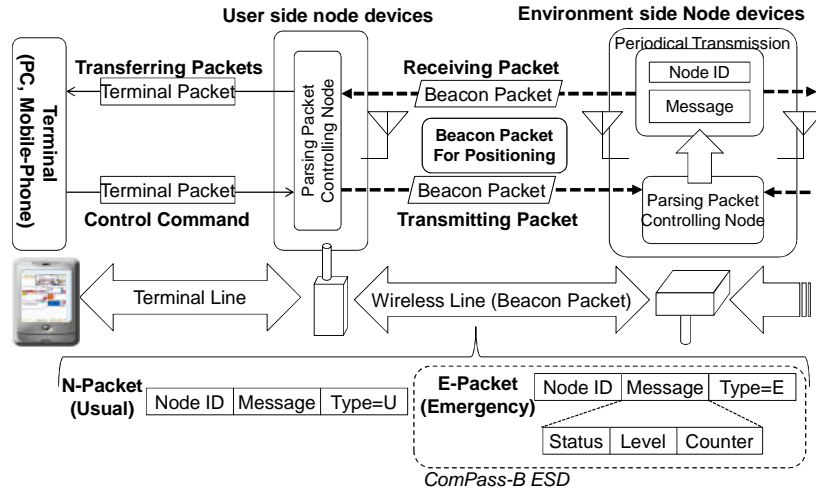 User side node devices
Environment side Node devices
Terminal
(PC, Mobile-Phone)
Transferring Packets
Terminal Packet
Terminal Packet
Control Command
Parsing Packet
Controlling Node
Receiving Packet
Beacon Packet
Beacon Packet
For Positioning
Beacon Packet
Transmitting Packet
Periodical Transmission
Node ID
Message
Parsing Packet
Controlling Node
Terminal Line
Wireless Line (Beacon Packet)
N-Packet
(Usual)
Node ID Message Type=U
E-Packet
(Emergency)
Node ID Message Type=E
Status Level Counter
ComPass-B ESD